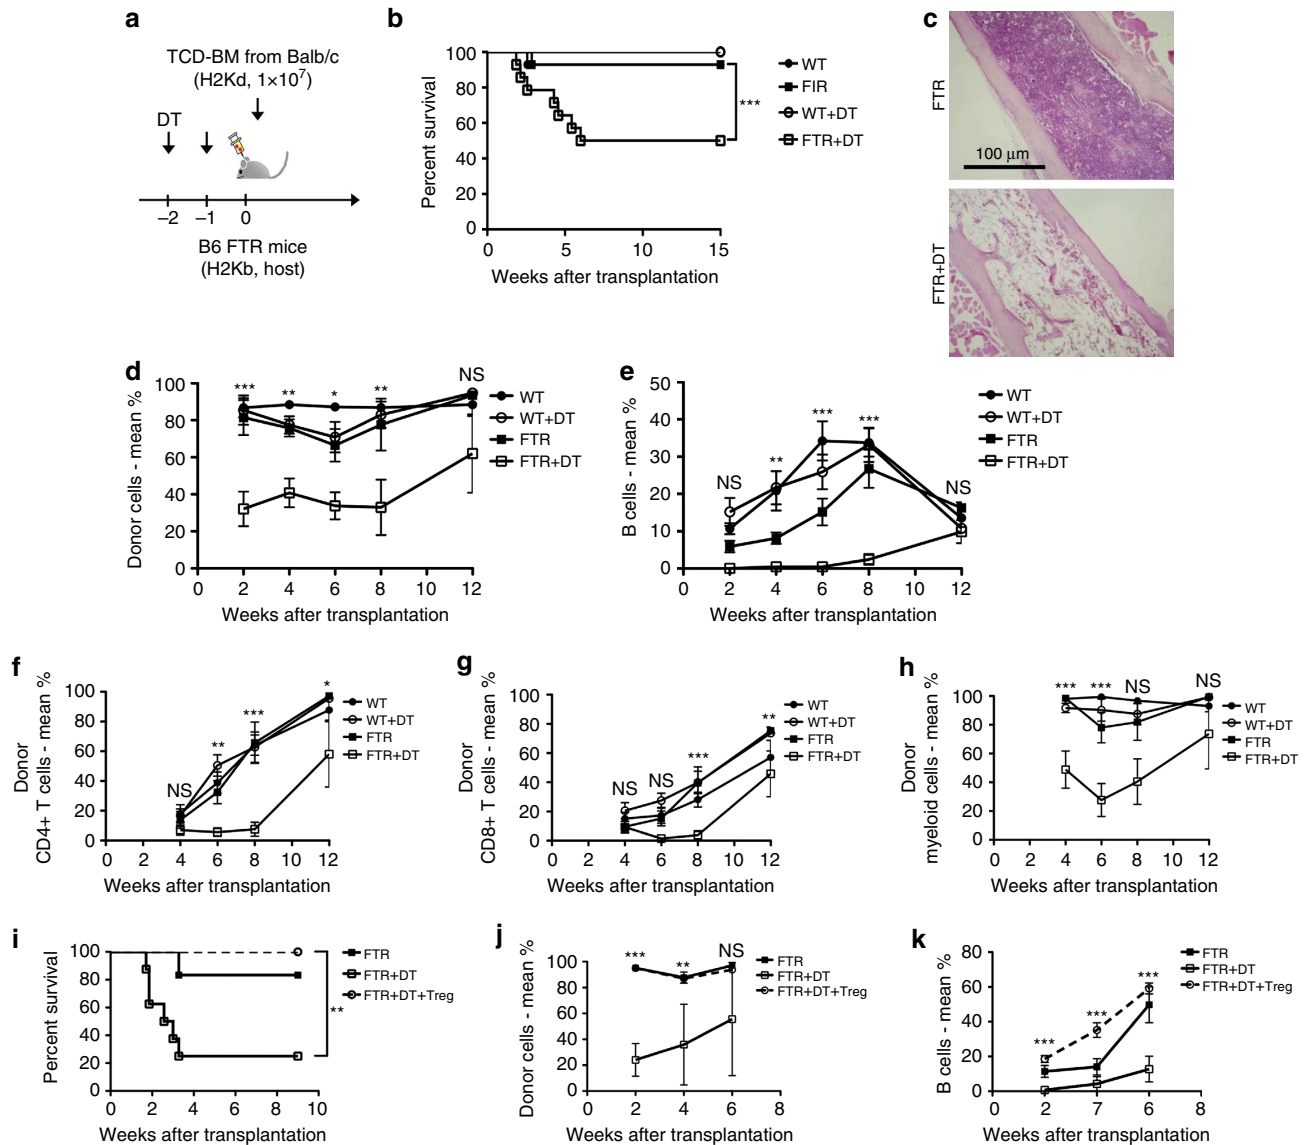 a
TCD-BM from Balb/c
(H2Kd, 1×10⁷)
DT
–2 –1 0
B6 FTR mice
(H2Kb, host)
b
Percent survival
100
80
60
40
20
0
0 5 10 15
Weeks after transplantation
***
WT
FIR
WT+DT
FTR+DT
c
FTR
100 µm
FTR+DT
d
Donor cells - mean %
100
80
60
40
20
0
*** ** * ** NS
0 2 4 6 8 10 12
Weeks after transplantation
WT
WT+DT
FTR
FTR+DT
e
B cells - mean %
50
40
30
20
10
0
NS ** *** *** NS
0 2 4 6 8 10 12
Weeks after transplantation
WT
WT+DT
FTR
FTR+DT
f
Donor
CD4+ T cells - mean %
100
80
60
40
20
0
NS ** *** *
0 2 4 6 8 10 12
Weeks after transplantation
WT
WT+DT
FTR
FTR+DT
g
Donor
CD8+ T cells - mean %
100
80
60
40
20
0
NS NS *** **
0 2 4 6 8 10 12
Weeks after transplantation
WT
WT+DT
FTR
FTR+DT
h
Donor
myeloid cells - mean %
100
80
60
40
20
0
*** *** NS NS
0 2 4 6 8 10 12
Weeks after transplantation
WT
WT+DT
FTR
FTR+DT
i
Percent survival
100
80
60
40
20
0
0 2 4 6 8 10
Weeks after transplantation
**
FTR
FTR+DT
FTR+DT+Treg
j
Donor cells - mean %
100
80
60
40
20
0
*** ** NS
0 2 4 6 8
Weeks after transplantation
FTR
FTR+DT
FTR+DT+Treg
k
B cells - mean %
80
60
40
20
0
*** *** ***
0 2 7 6 8
Weeks after transplantation
FTR
FTR+DT
FTR+DT+Treg